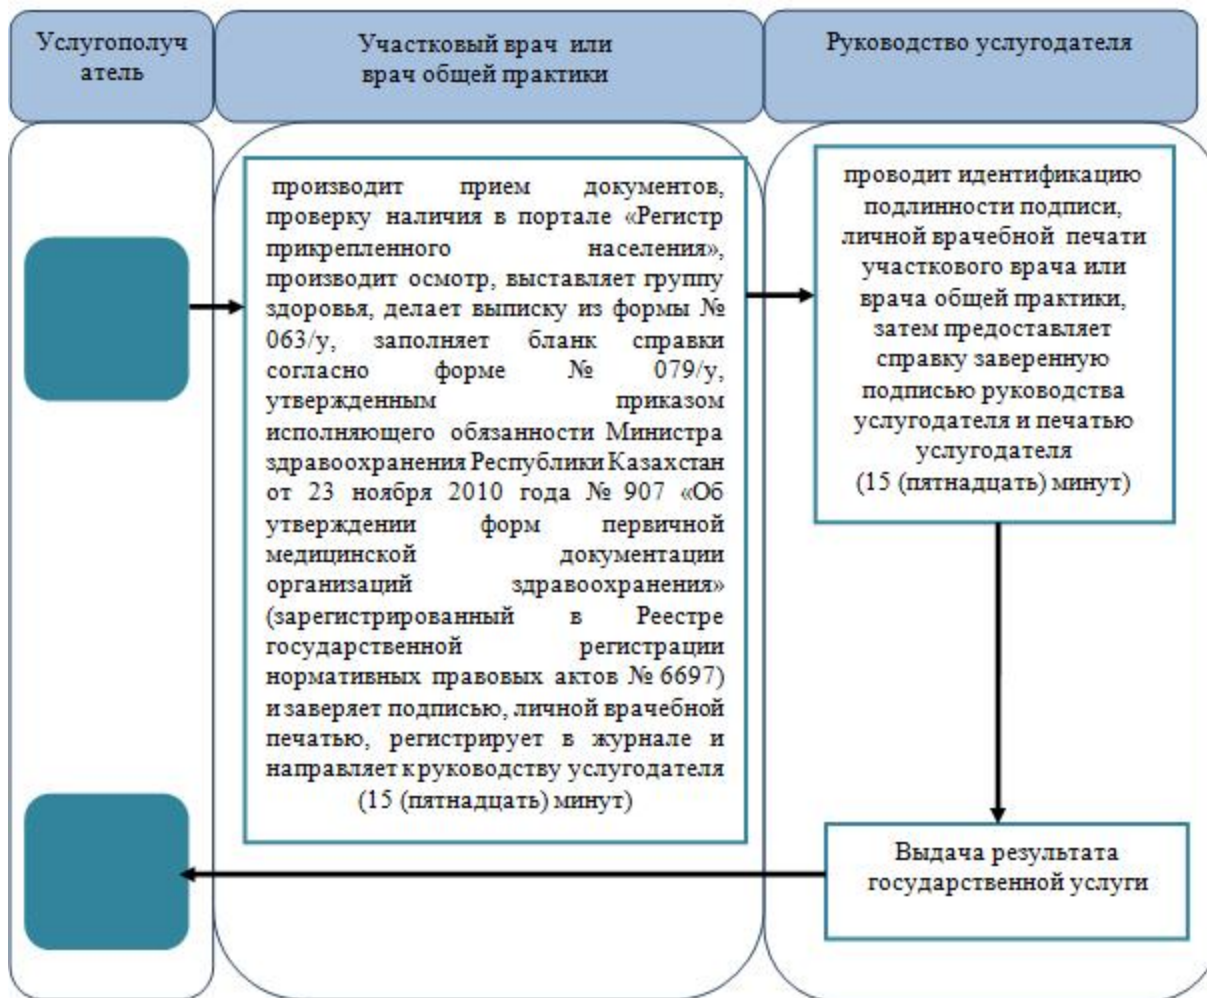 Услугополуч
атель
Участковый врач или
врач общей практики
Руководство услугодателя
производит прием документов,
проверку наличия в портале «Регистр
прикрепленного населения»,
производит осмотр, выставляет группу
здоровья, делает выписку из формы №
063/у, заполняет бланк справки
согласно форме № 079/у,
утвержденным приказом
исполняющего обязанности Министра
здравоохранения Республики Казахстан
от 23 ноября 2010 года № 907 «Об
утверждении форм первичной
медицинской документации
организаций здравоохранения»
(зарегистрированный в Реестре
государственной регистрации
нормативных правовых актов № 6697)
и заверяет подписью, личной врачебной
печатью, регистрирует в журнале и
направляет к руководству услугодателя
(15 (пятнадцать) минут)
проводит идентификацию
подлинности подписи,
личной врачебной печати
участкового врача или
врача общей практики,
затем предоставляет
справку заверенную
подписью руководства
услугодателя и печатью
услугодателя
(15 (пятнадцать) минут)
Выдача результата
государственной услуги